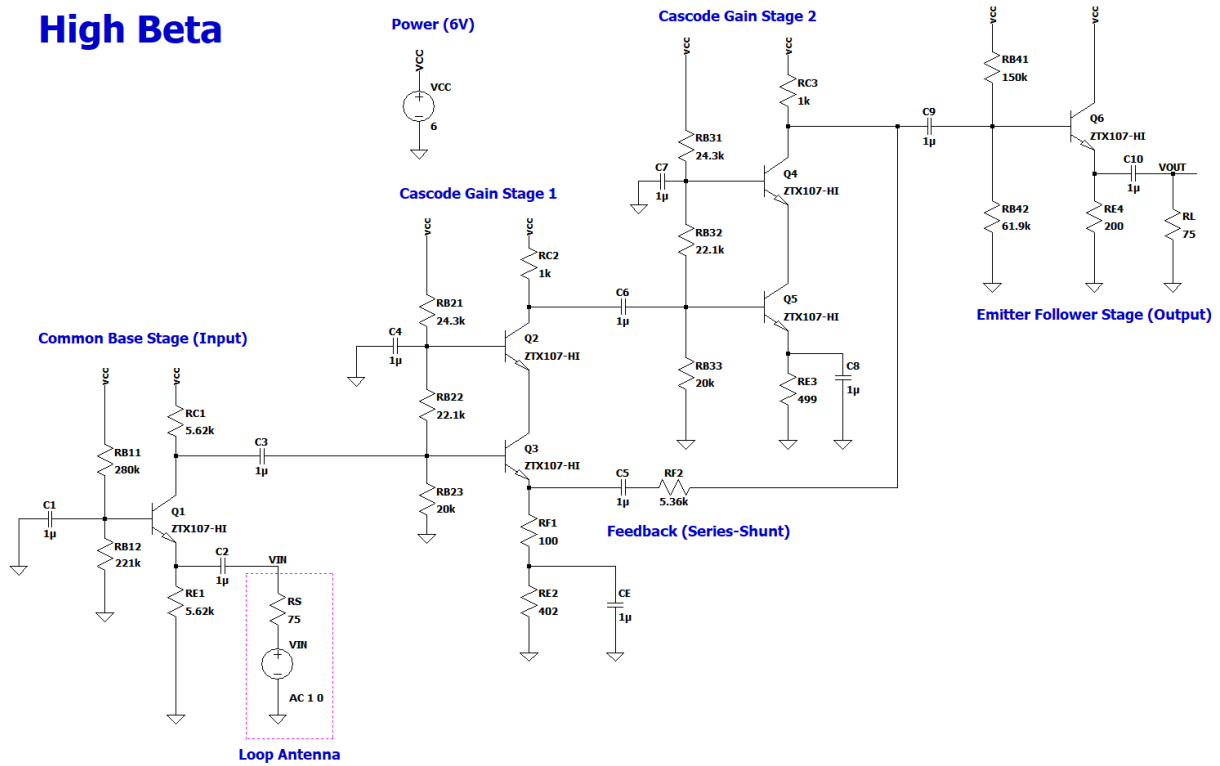 High Beta
Power (6V)
VCC
VCC
6
Cascode Gain Stage 2
VCC
VCC
RC3
1k
RB31
24.3k
C7
1µ
Q4
ZTX107-HI
RB32
22.1k
Q5
ZTX107-HI
RB33
20k
RE3
499
C8
1µ
VCC
VCC
RB41
150k
C9
1µ
Q6
ZTX107-HI
C10
1µ
VOUT
RB42
61.9k
RE4
200
RL
75
Emitter Follower Stage (Output)
Cascode Gain Stage 1
VCC
VCC
RC2
1k
RB21
24.3k
C4
1µ
Q2
ZTX107-HI
C6
1µ
RB22
22.1k
Q3
ZTX107-HI
RB23
20k
C5
1µ
RF2
5.36k
Feedback (Series-Shunt)
RF1
100
RE2
402
CE
1µ
Common Base Stage (Input)
VCC
VCC
RC1
5.62k
RB11
280k
C3
1µ
C1
1µ
Q1
ZTX107-HI
RB12
221k
C2
1µ
VIN
RE1
5.62k
RS
75
VIN
AC 1 0
Loop Antenna